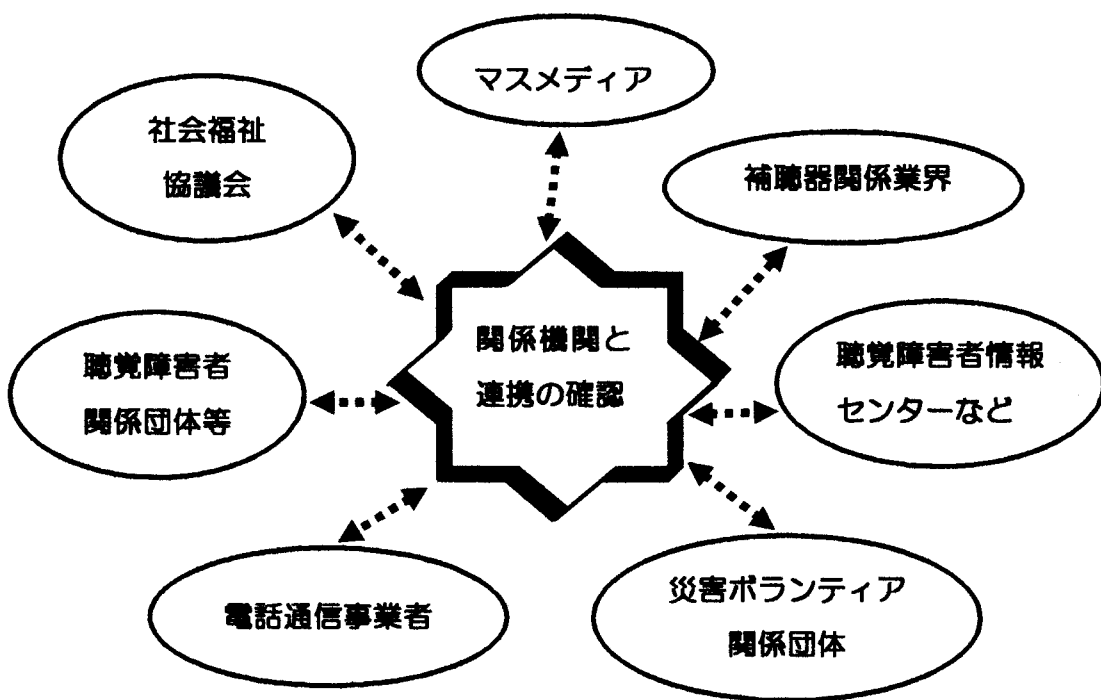 マスメディア
社会福祉
協議会
補聴器関係業界
関係機関と
連携の確認
聴覚障害者
関係団体等
聴覚障害者情報
センターなど
電話通信事業者
災害ボランティア
関係団体